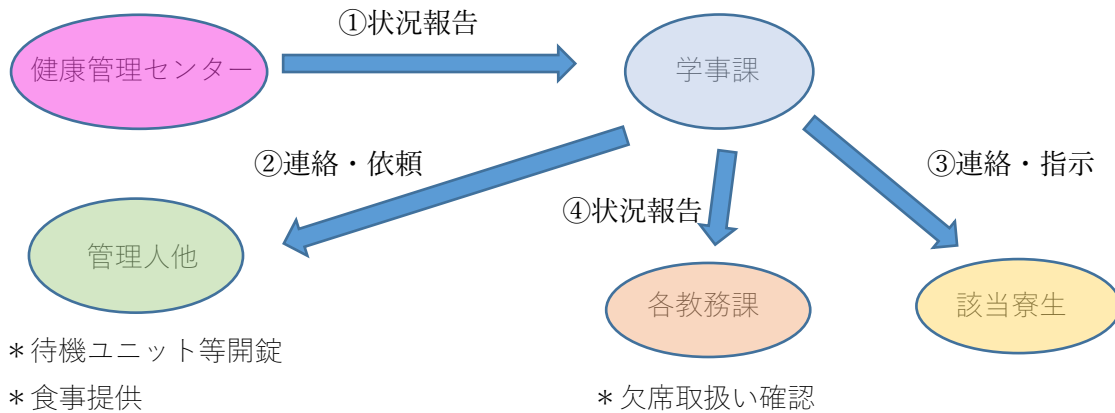 ①状況報告
健康管理センター
学事課
②連絡・依頼
③連絡・指示
④状況報告
管理人他
各教務課
該当寮生
＊待機ユニット等開錠
＊食事提供
＊欠席取扱い確認